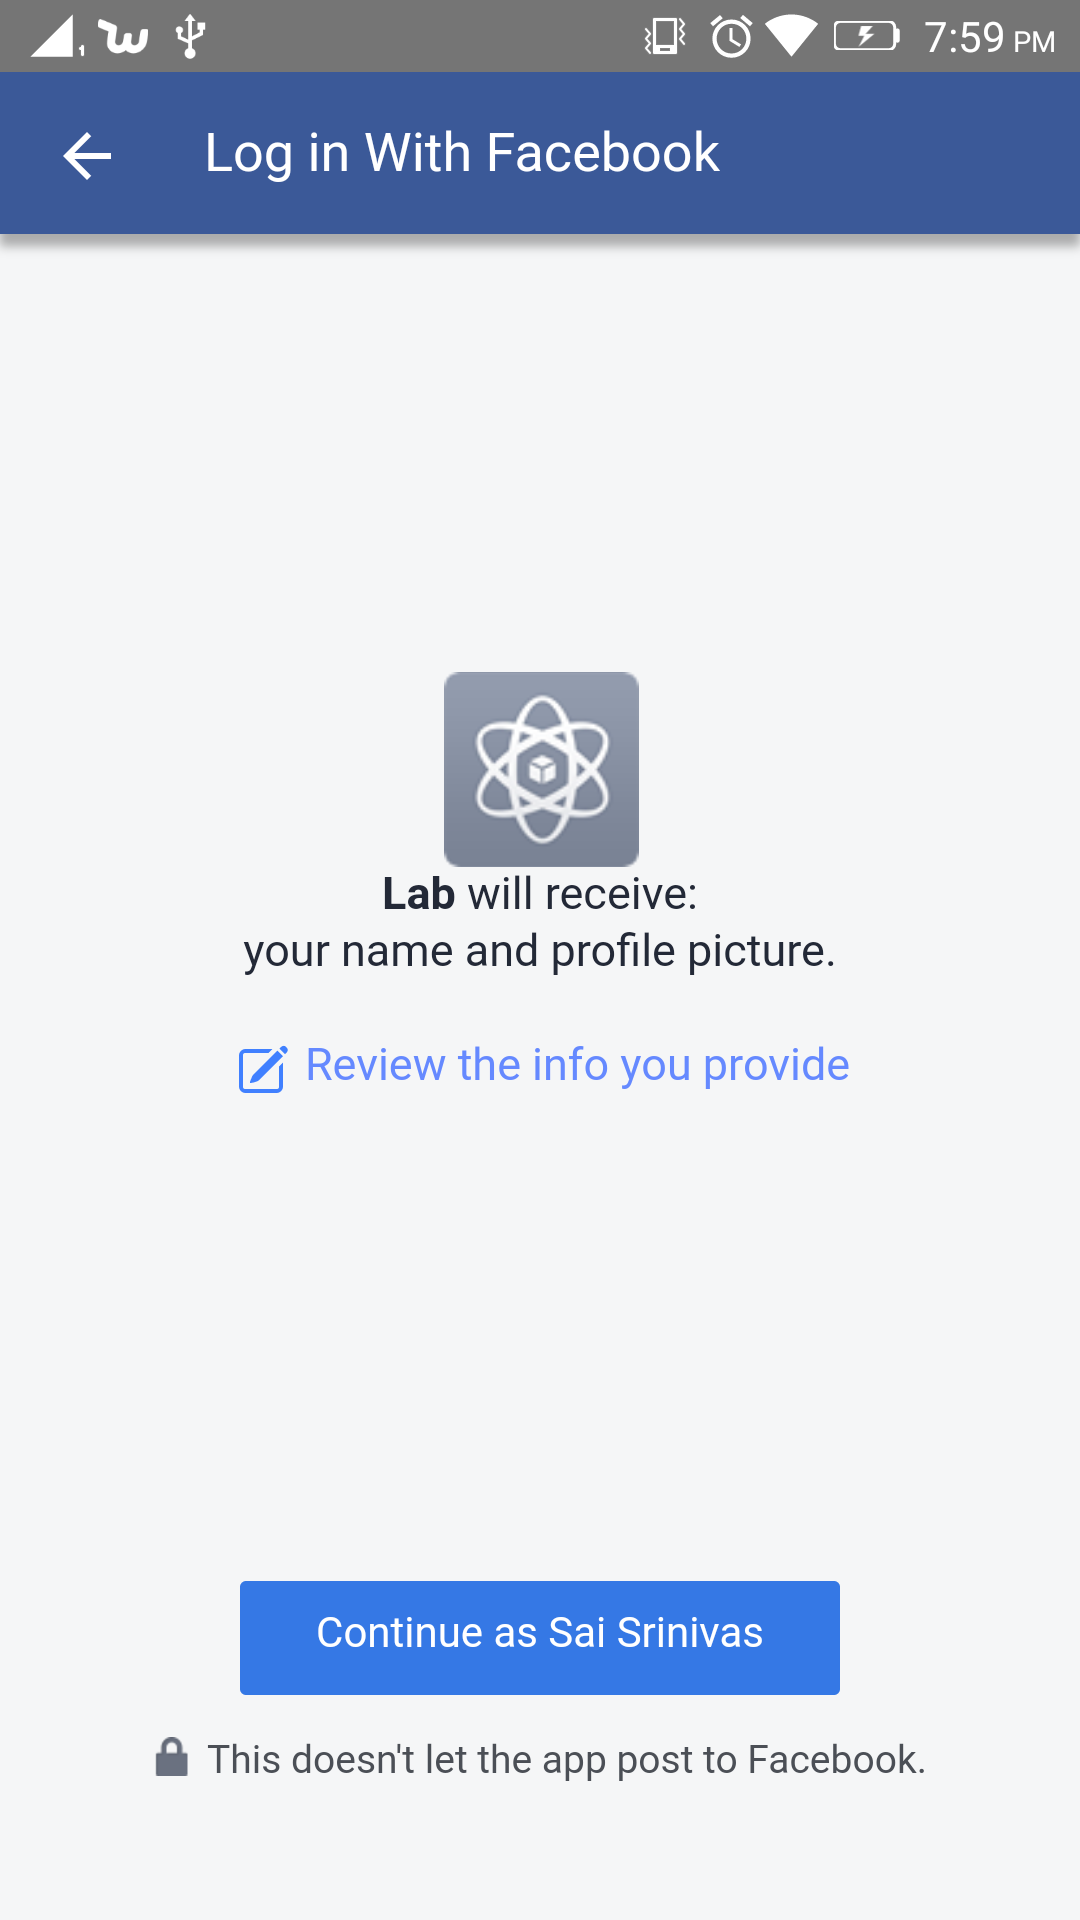 7:59 PM
Log in With Facebook
Lab will receive:
your name and profile picture.
Review the info you provide
Continue as Sai Srinivas
This doesn't let the app post to Facebook.